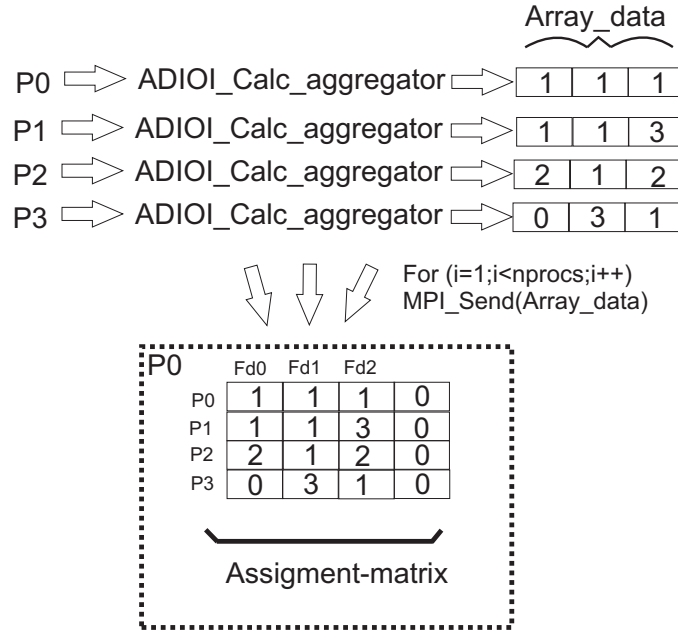 Array_data
P0 ADIOI_Calc_aggregator 1 1 1
P1 ADIOI_Calc_aggregator 1 1 3
P2 ADIOI_Calc_aggregator 2 1 2
P3 ADIOI_Calc_aggregator 0 3 1
For (i=1;i<nprocs;i++)
MPI_Send(Array_data)
P0
Fd0 Fd1 Fd2
P0 1 1 1 0
P1 1 1 3 0
P2 2 1 2 0
P3 0 3 1 0
Assigment-matrix